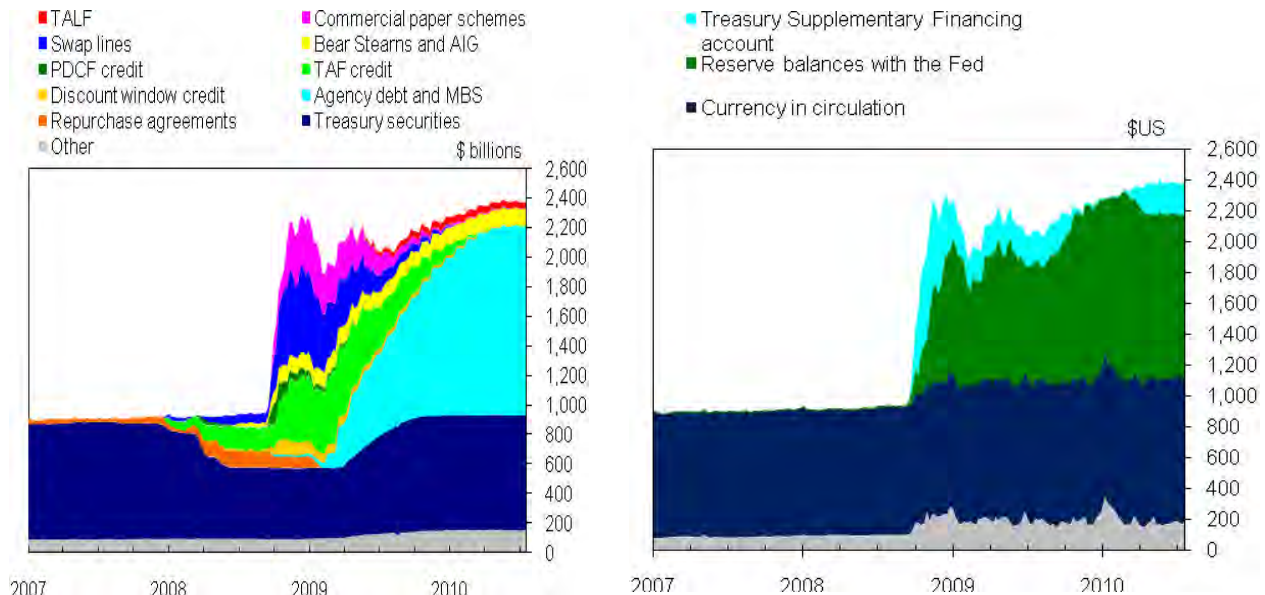 TALF
Commercial paper schemes
Swap lines
Bear Stearns and AIG
PDCF credit
TAF credit
Discount window credit
Agency debt and MBS
Repurchase agreements
Treasury securities
Other
$ billions
2,600
2,400
2,200
2,000
1,800
1,600
1,400
1,200
1,000
800
600
400
200
0
2007 2008 2009 2010
Treasury Supplementary Financing
account
Reserve balances with the Fed
Currency in circulation
$US
2,600
2,400
2,200
2,000
1,800
1,600
1,400
1,200
1,000
800
600
400
200
0
2007 2008 2009 2010